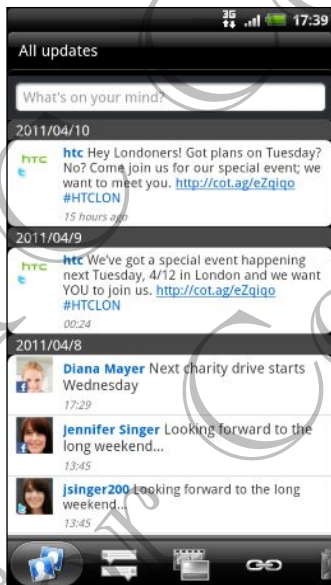 3G 17:39
All updates
What's on your mind?
2011/04/10
htc
htc Hey Londoners! Got plans on Tuesday?
No? Come join us for our special event; we
want to meet you. http://cot.ag/eZqiqo
#HTCLON
15 hours ago
2011/04/9
htc
htc We've got a special event happening
next Tuesday, 4/12 in London and we want
YOU to join us. http://cot.ag/eZqiqo
#HTCLON
00:24
2011/04/8
Diana Mayer Next charity drive starts
Wednesday
17:29
Jennifer Singer Looking forward to the
long weekend...
13:45
jsinger200 Looking forward to the long
weekend...
13:45